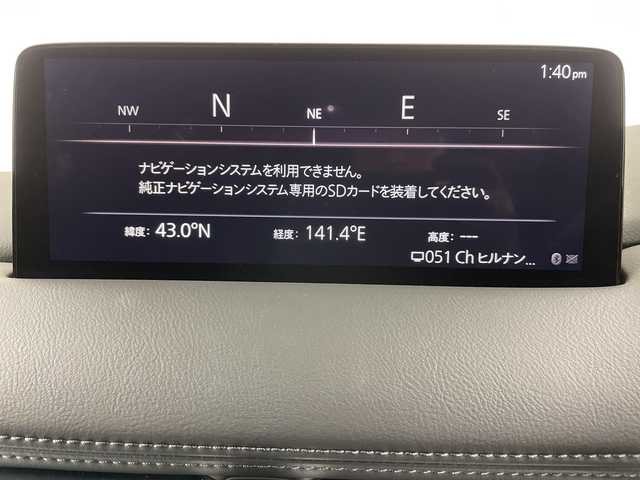 1:40pm
NW N NE E SE
ナビゲーションシステムを利用できません。
純正ナビゲーションシステム専用のSDカードを装着してください。
緯度: 43.0°N 経度: 141.4°E 高度: ---
051 Ch ヒルナン...